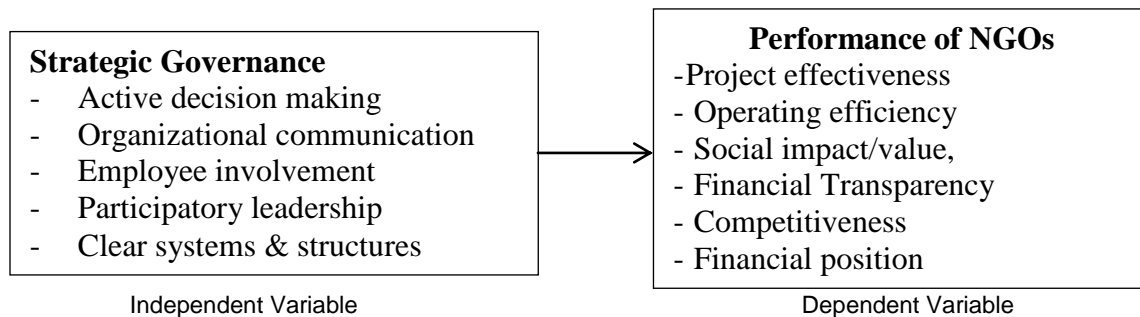 Strategic Governance
- Active decision making
- Organizational communication
- Employee involvement
- Participatory leadership
- Clear systems & structures
Independent Variable
Performance of NGOs
-Project effectiveness
- Operating efficiency
- Social impact/value,
- Financial Transparency
- Competitiveness
- Financial position
Dependent Variable